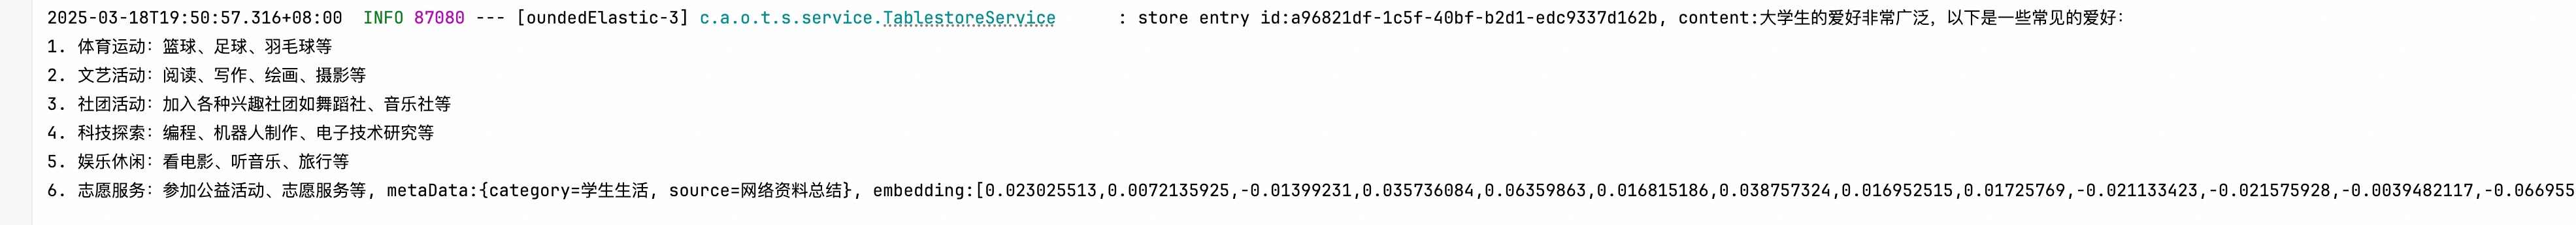 2025-03-18T19:50:57.316+08:00  INFO 87080 --- [oundedElastic-3] c.a.o.t.s.service.TablestoreService      : store entry id:a96821df-1c5f-40bf-b2d1-edc9337d162b, content:大学生的爱好非常广泛，以下是一些常见的爱好：
1. 体育运动：篮球、足球、羽毛球等
2. 文艺活动：阅读、写作、绘画、摄影等
3. 社团活动：加入各种兴趣社团如舞蹈社、音乐社等
4. 科技探索：编程、机器人制作、电子技术研究等
5. 娱乐休闲：看电影、听音乐、旅行等
6. 志愿服务：参加公益活动、志愿服务等, metaData:{category=学生生活, source=网络资料总结}, embedding:[0.023025513,0.0072135925,-0.01399231,0.035736084,0.06359863,0.016815186,0.038757324,0.016952515,0.01725769,-0.021133423,-0.021575928,-0.0039482117,-0.066955